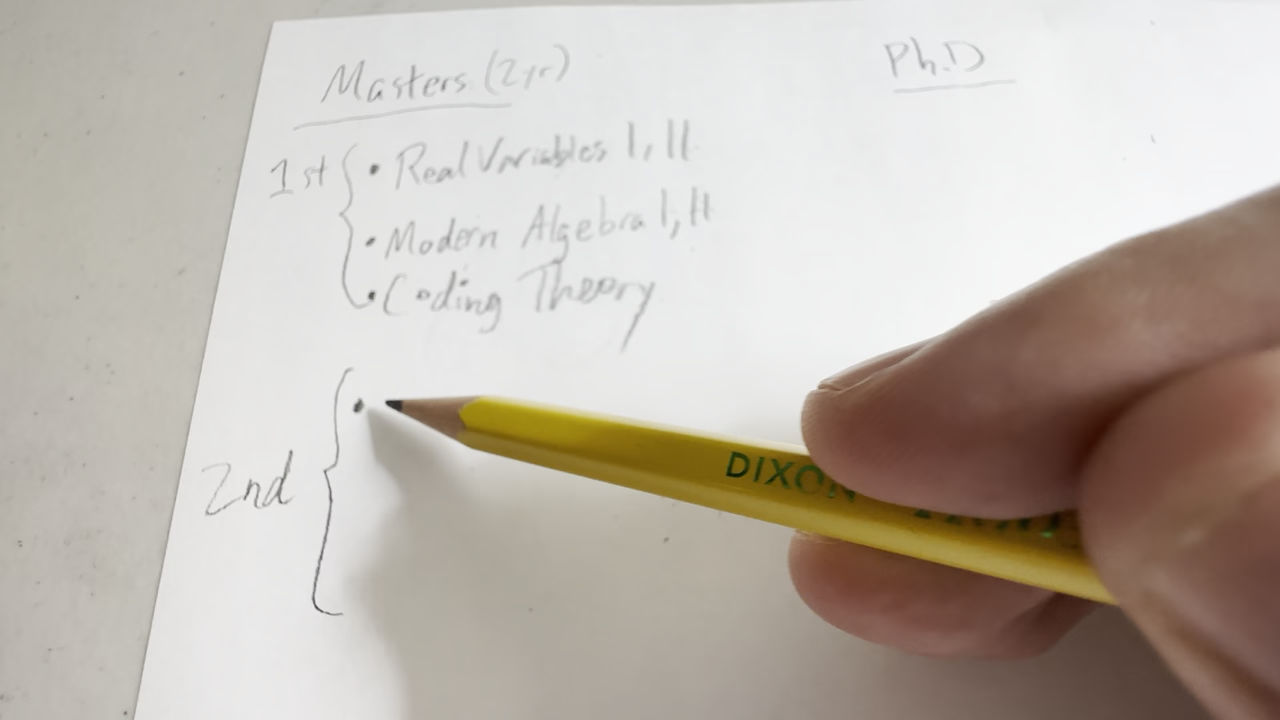 Masters (2yr)
Ph.D
1st
• Real Variables I, II
• Modern Algebra I, II
• Coding Theory
2nd
•
DIXON